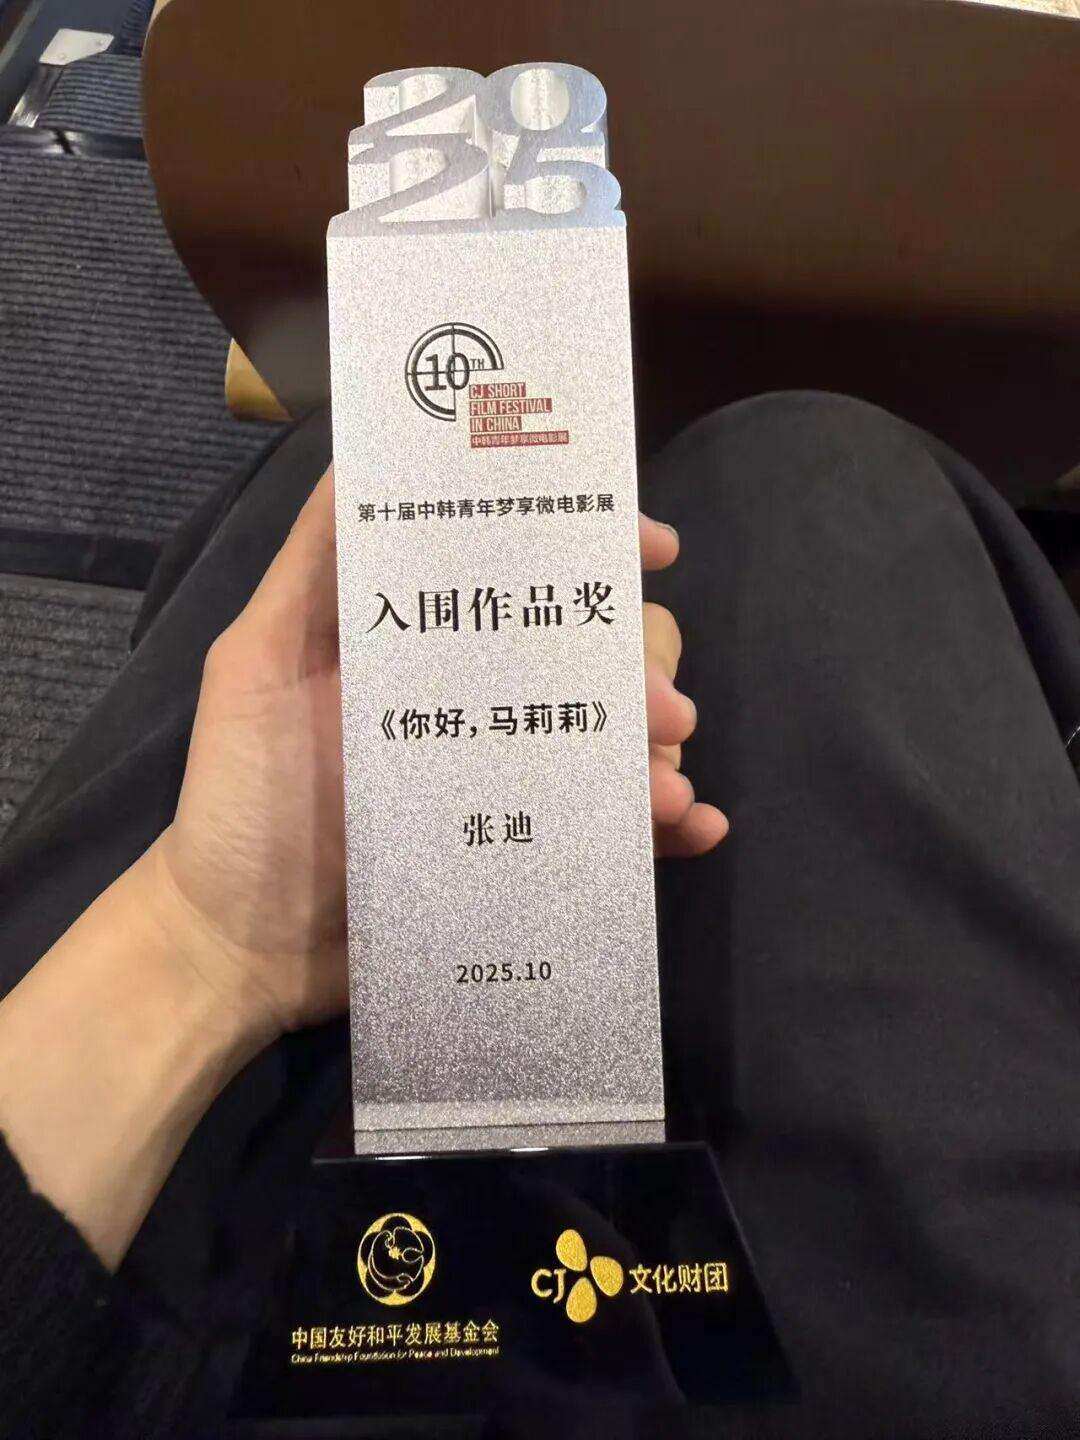 20
25
10TH
CJ SHORT
FILM FESTIVAL
IN CHINA
中韩青年梦享微电影展
第十届中韩青年梦享微电影展
入围作品奖
《你好，马莉莉》
张迪
2025.10
中国友好和平发展基金会
China Friendship Foundation for Peace and Development
CJ 文化财团